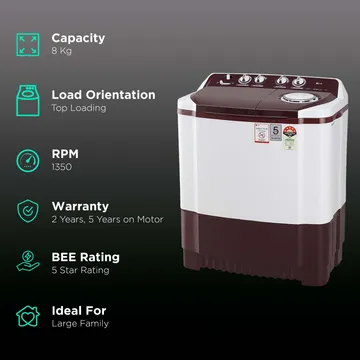 Capacity
8 Kg
Load Orientation
Top Loading
RPM
1350
Warranty
2 Years, 5 Years on Motor
BEE Rating
5 Star Rating
Ideal For
Large Family
5